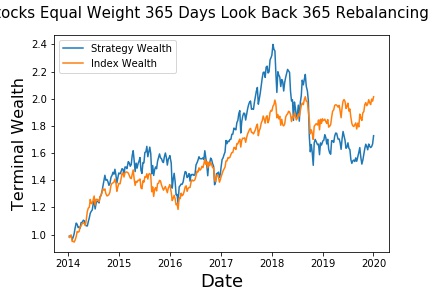 tocks Equal Weight 365 Days Look Back 365 Rebalancing
Strategy Wealth
Index Wealth
Terminal Wealth
2.4
2.2
2.0
1.8
1.6
1.4
1.2
1.0
2014 2015 2016 2017 2018 2019 2020
Date